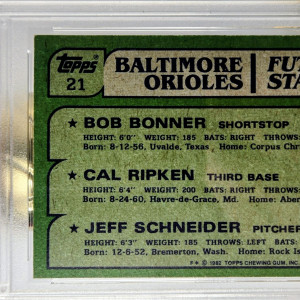 Topps
21
BALTIMORE
ORIOLES
FU
STA
★ BOB BONNER SHORTSTOP
HEIGHT: 6'0" WEIGHT: 185 BATS: RIGHT THROWS:
Born: 8-12-56, Uvalde, Texas Home: Corpus Chri
★ CAL RIPKEN THIRD BASE
HEIGHT: 6'4" WEIGHT: 200 BATS: RIGHT THROWS:
Born: 8-24-60, Havre-de-Grace, Md. Home: Aber
★ JEFF SCHNEIDER PITCHER
HEIGHT: 6'3" WEIGHT: 185 THROWS: LEFT BATS:
Born: 12-6-52, Bremerton, Wash. Home: Rock Is
F★ © 1982 TOPPS CHEWING GUM, INC.